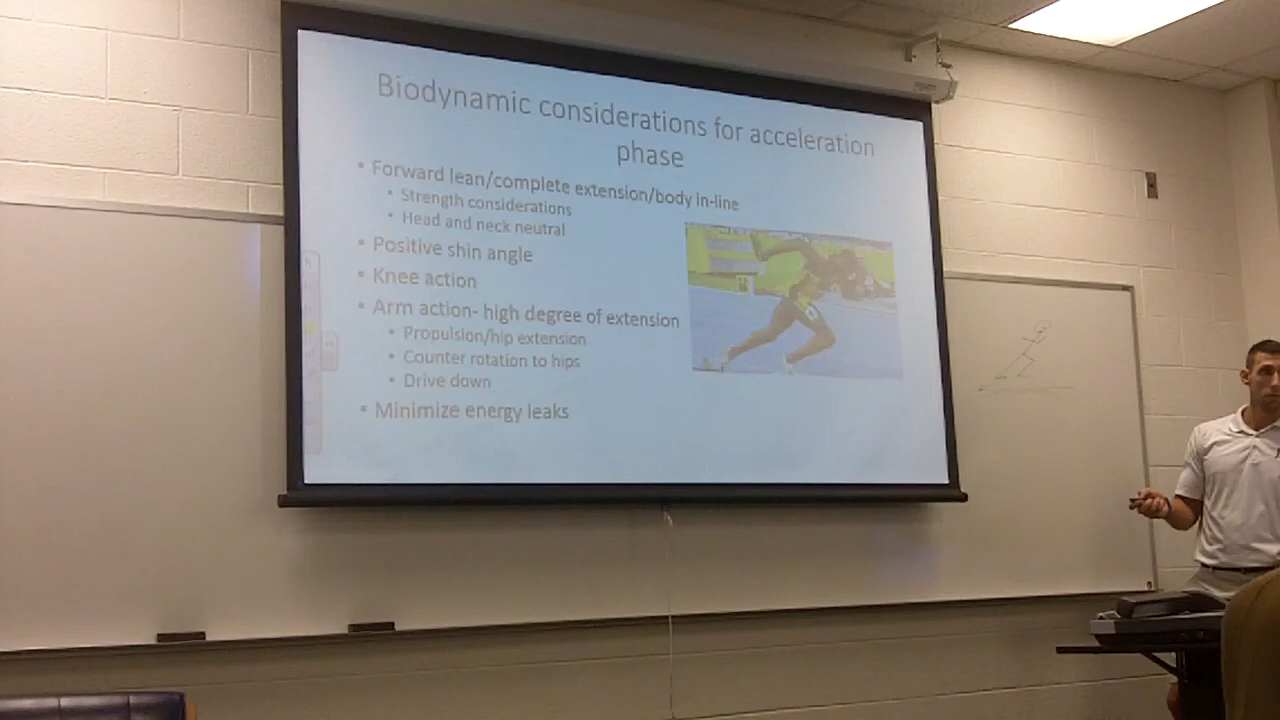 Biodynamic considerations for acceleration
phase
• Forward lean/complete extension/body in-line
• Strength considerations
• Head and neck neutral
• Positive shin angle
• Knee action
• Arm action- high degree of extension
• Propulsion/hip extension
• Counter rotation to hips
• Drive down
• Minimize energy leaks